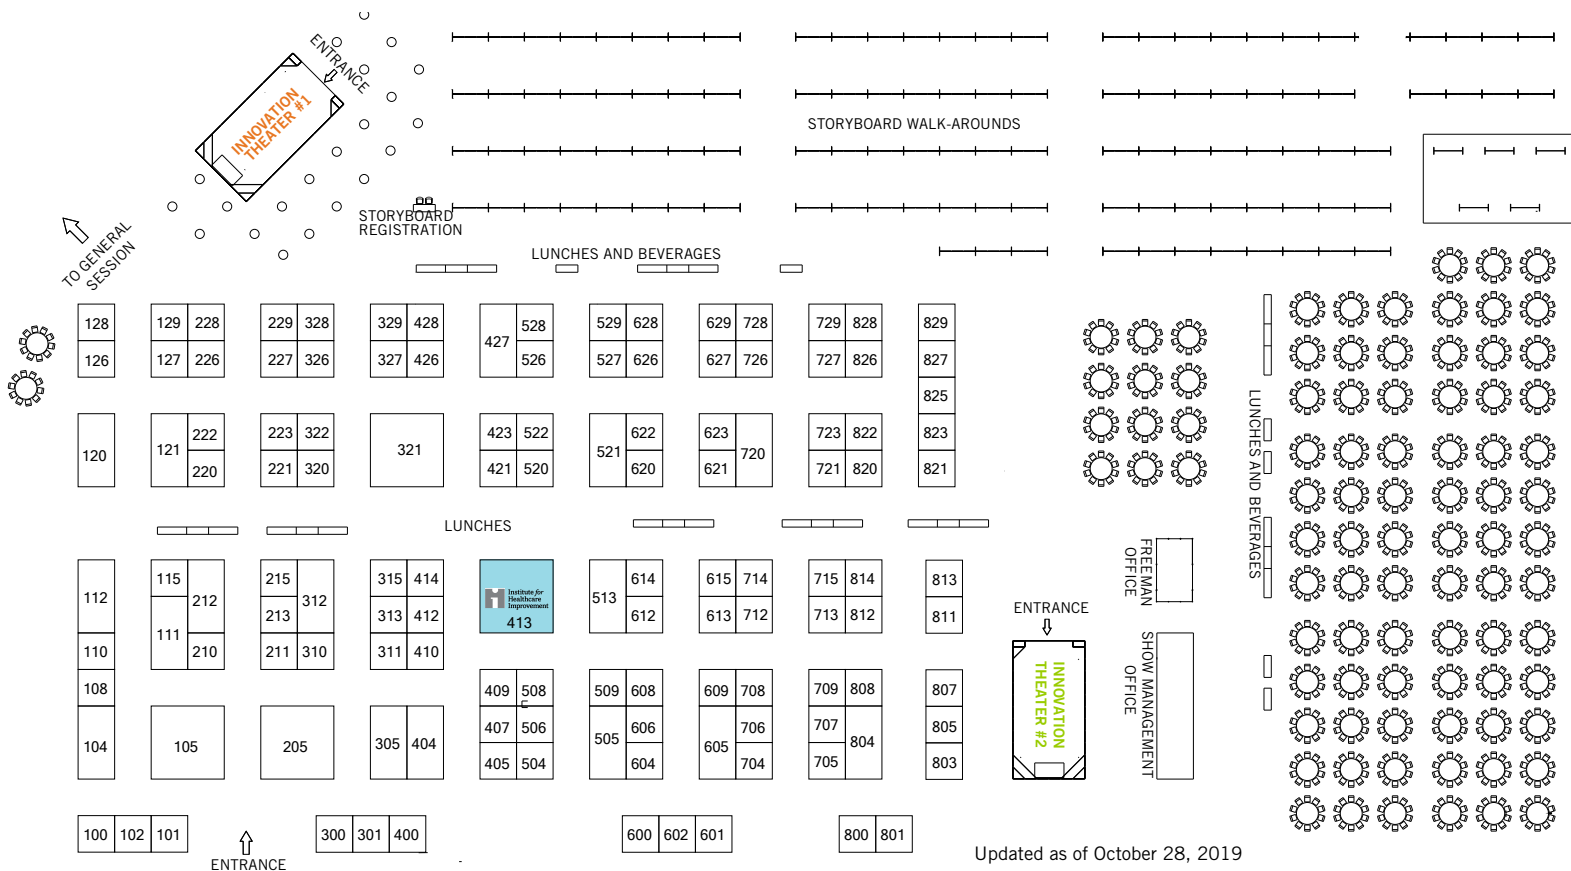 ENTRANCE
INNOVATION
THEATER #1
STORYBOARD WALK-AROUNDS
STORYBOARD
REGISTRATION
TO GENERAL
SESSION
LUNCHES AND BEVERAGES
128 129 228 229 328 329 428 427 528 529 628 629 728 729 828 829
126 127 226 227 326 327 426 526 527 626 627 726 727 826 827
825
120 121 222 223 322 321 423 522 521 622 623 720 723 822 823
220 221 320 421 520 620 621 721 820 821
LUNCHES AND BEVERAGES
LUNCHES
112 115 212 215 312 315 414
Institute for
Healthcare
Improvement
413
513 614 615 714 715 814 813
111 213 313 412 612 613 712 713 812 811
110 210 211 310 311 410
FREEMAN
OFFICE
ENTRANCE
INNOVATION
THEATER #2
SHOW MANAGEMENT
OFFICE
108 409 508 509 608 609 708 709 808 807
104 105 205 305 404 407 506 505 606 605 706 707 804 805
405 504 604 704 705 803
100 102 101 300 301 400 600 602 601 800 801
ENTRANCE
Updated as of October 28, 2019